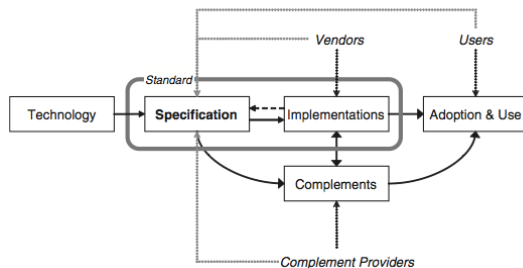 Vendors
Users
Standard
Technology
Specification
Implementations
Adoption & Use
Complements
Complement Providers